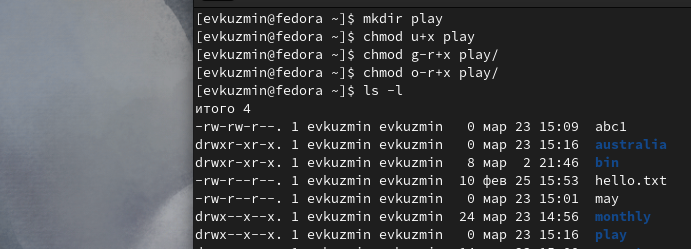 [evkuzmin@fedora ~]$ mkdir play
[evkuzmin@fedora ~]$ chmod u+x play
[evkuzmin@fedora ~]$ chmod g-r+x play/
[evkuzmin@fedora ~]$ chmod o-r+x play/
[evkuzmin@fedora ~]$ ls -l
итого 4
-rw-rw-r--. 1 evkuzmin evkuzmin  0 мар 23 15:09 abc1
drwxr-xr-x. 1 evkuzmin evkuzmin  0 мар 23 15:16 australia
drwxr-xr-x. 1 evkuzmin evkuzmin  8 мар  2 21:46 bin
-rw-r--r--. 1 evkuzmin evkuzmin 10 фев 25 15:53 hello.txt
-rw-r--r--. 1 evkuzmin evkuzmin  0 мар 23 15:01 may
drwx--x--x. 1 evkuzmin evkuzmin 24 мар 23 14:56 monthly
drwx--x--x. 1 evkuzmin evkuzmin  0 мар 23 15:16 play